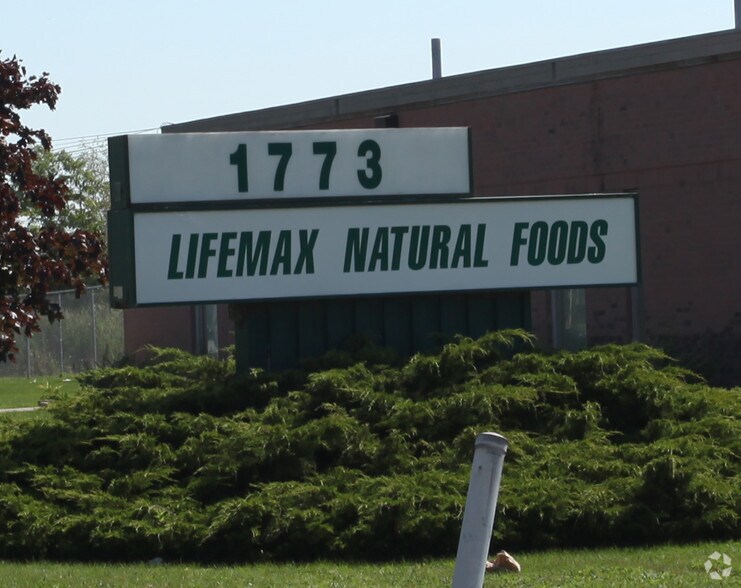 1773
LIFEMAX NATURAL FOODS